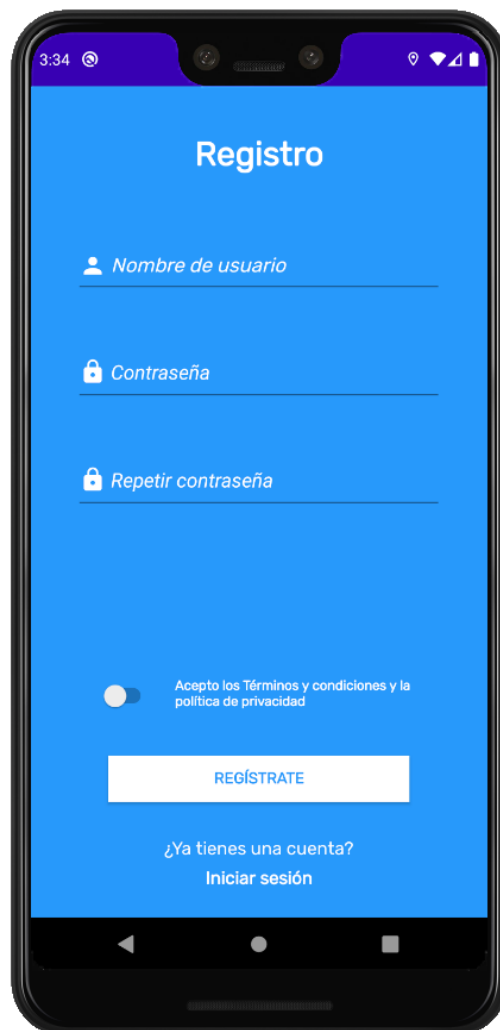 3:34
Registro
Nombre de usuario
Contraseña
Repetir contraseña
Acepto los Términos y condiciones y la
política de privacidad
REGÍSTRATE
¿Ya tienes una cuenta?
Iniciar sesión